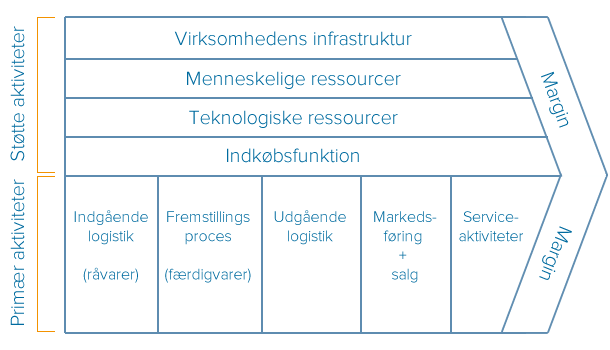 Støtte aktiviteter
Virksomhedens infrastruktur
Menneskelige ressourcer
Teknologiske ressourcer
Indkøbsfunktion
Margin
Primær aktiviteter
Indgående
logistik
(råvarer)
Fremstillings
proces
(færdigvarer)
Udgående
logistik
Markeds-
føring
+
salg
Service-
aktiviteter
Margin